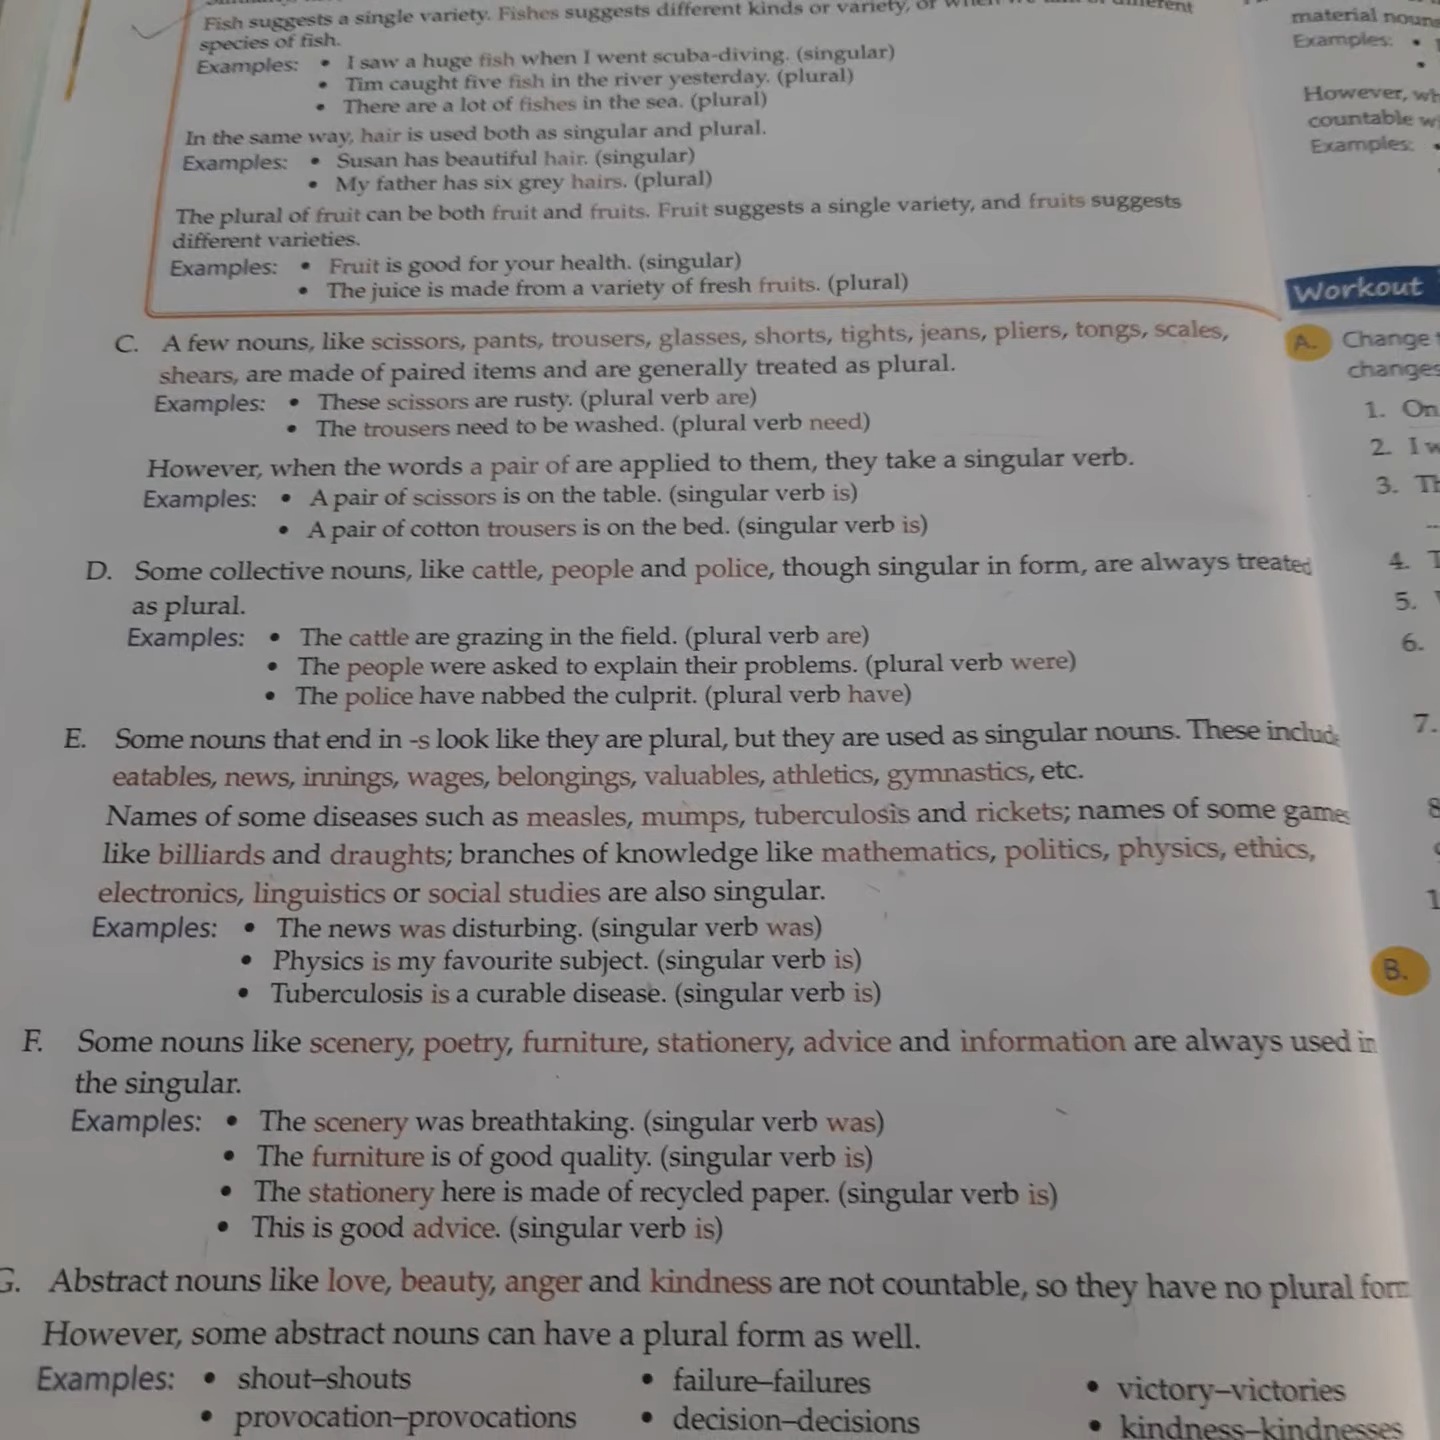 Fish suggests a single variety. Fishes suggests different kinds or variety, or
species of fish.
Examples: • I saw a huge fish when I went scuba-diving. (singular)
• Tim caught five fish in the river yesterday. (plural)
• There are a lot of fishes in the sea. (plural)
In the same way, hair is used both as singular and plural.
Examples: • Susan has beautiful hair. (singular)
• My father has six grey hairs. (plural)
The plural of fruit can be both fruit and fruits. Fruit suggests a single variety, and fruits suggests
different varieties.
Examples: • Fruit is good for your health. (singular)
• The juice is made from a variety of fresh fruits. (plural)
C. A few nouns, like scissors, pants, trousers, glasses, shorts, tights, jeans, pliers, tongs, scales,
shears, are made of paired items and are generally treated as plural.
Examples: • These scissors are rusty. (plural verb are)
• The trousers need to be washed. (plural verb need)
However, when the words a pair of are applied to them, they take a singular verb.
Examples: • A pair of scissors is on the table. (singular verb is)
• A pair of cotton trousers is on the bed. (singular verb is)
D. Some collective nouns, like cattle, people and police, though singular in form, are always treated
as plural.
Examples: • The cattle are grazing in the field. (plural verb are)
• The people were asked to explain their problems. (plural verb were)
• The police have nabbed the culprit. (plural verb have)
E. Some nouns that end in -s look like they are plural, but they are used as singular nouns. These includ
eatables, news, innings, wages, belongings, valuables, athletics, gymnastics, etc.
Names of some diseases such as measles, mumps, tuberculosis and rickets; names of some games
like billiards and draughts; branches of knowledge like mathematics, politics, physics, ethics,
electronics, linguistics or social studies are also singular.
Examples: • The news was disturbing. (singular verb was)
• Physics is my favourite subject. (singular verb is)
• Tuberculosis is a curable disease. (singular verb is)
F. Some nouns like scenery, poetry, furniture, stationery, advice and information are always used in
the singular.
Examples: • The scenery was breathtaking. (singular verb was)
• The furniture is of good quality. (singular verb is)
• The stationery here is made of recycled paper. (singular verb is)
• This is good advice. (singular verb is)
G. Abstract nouns like love, beauty, anger and kindness are not countable, so they have no plural form
However, some abstract nouns can have a plural form as well.
Examples: • shout–shouts • failure–failures • victory–victories
• provocation–provocations • decision–decisions • kindness–kindnesses
material nouns
Examples: •
However, wh
countable w
Examples: •
Workout
A. Change
changes
1. On
2. I w
3. Th
4. T
5.
6.
7.
8
1
B.